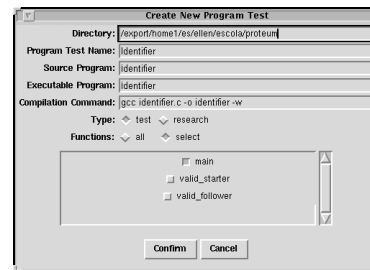 Create New Program Test
Directory: /export/home1/es/ellen/escola/proteum
Program Test Name: Identifier
Source Program: Identifier
Executable Program: Identifier
Compilation Command: gcc identifier.c -o identifier -w
Type: test research
Functions: all select
main
valid_starter
valid_follower
Confirm Cancel